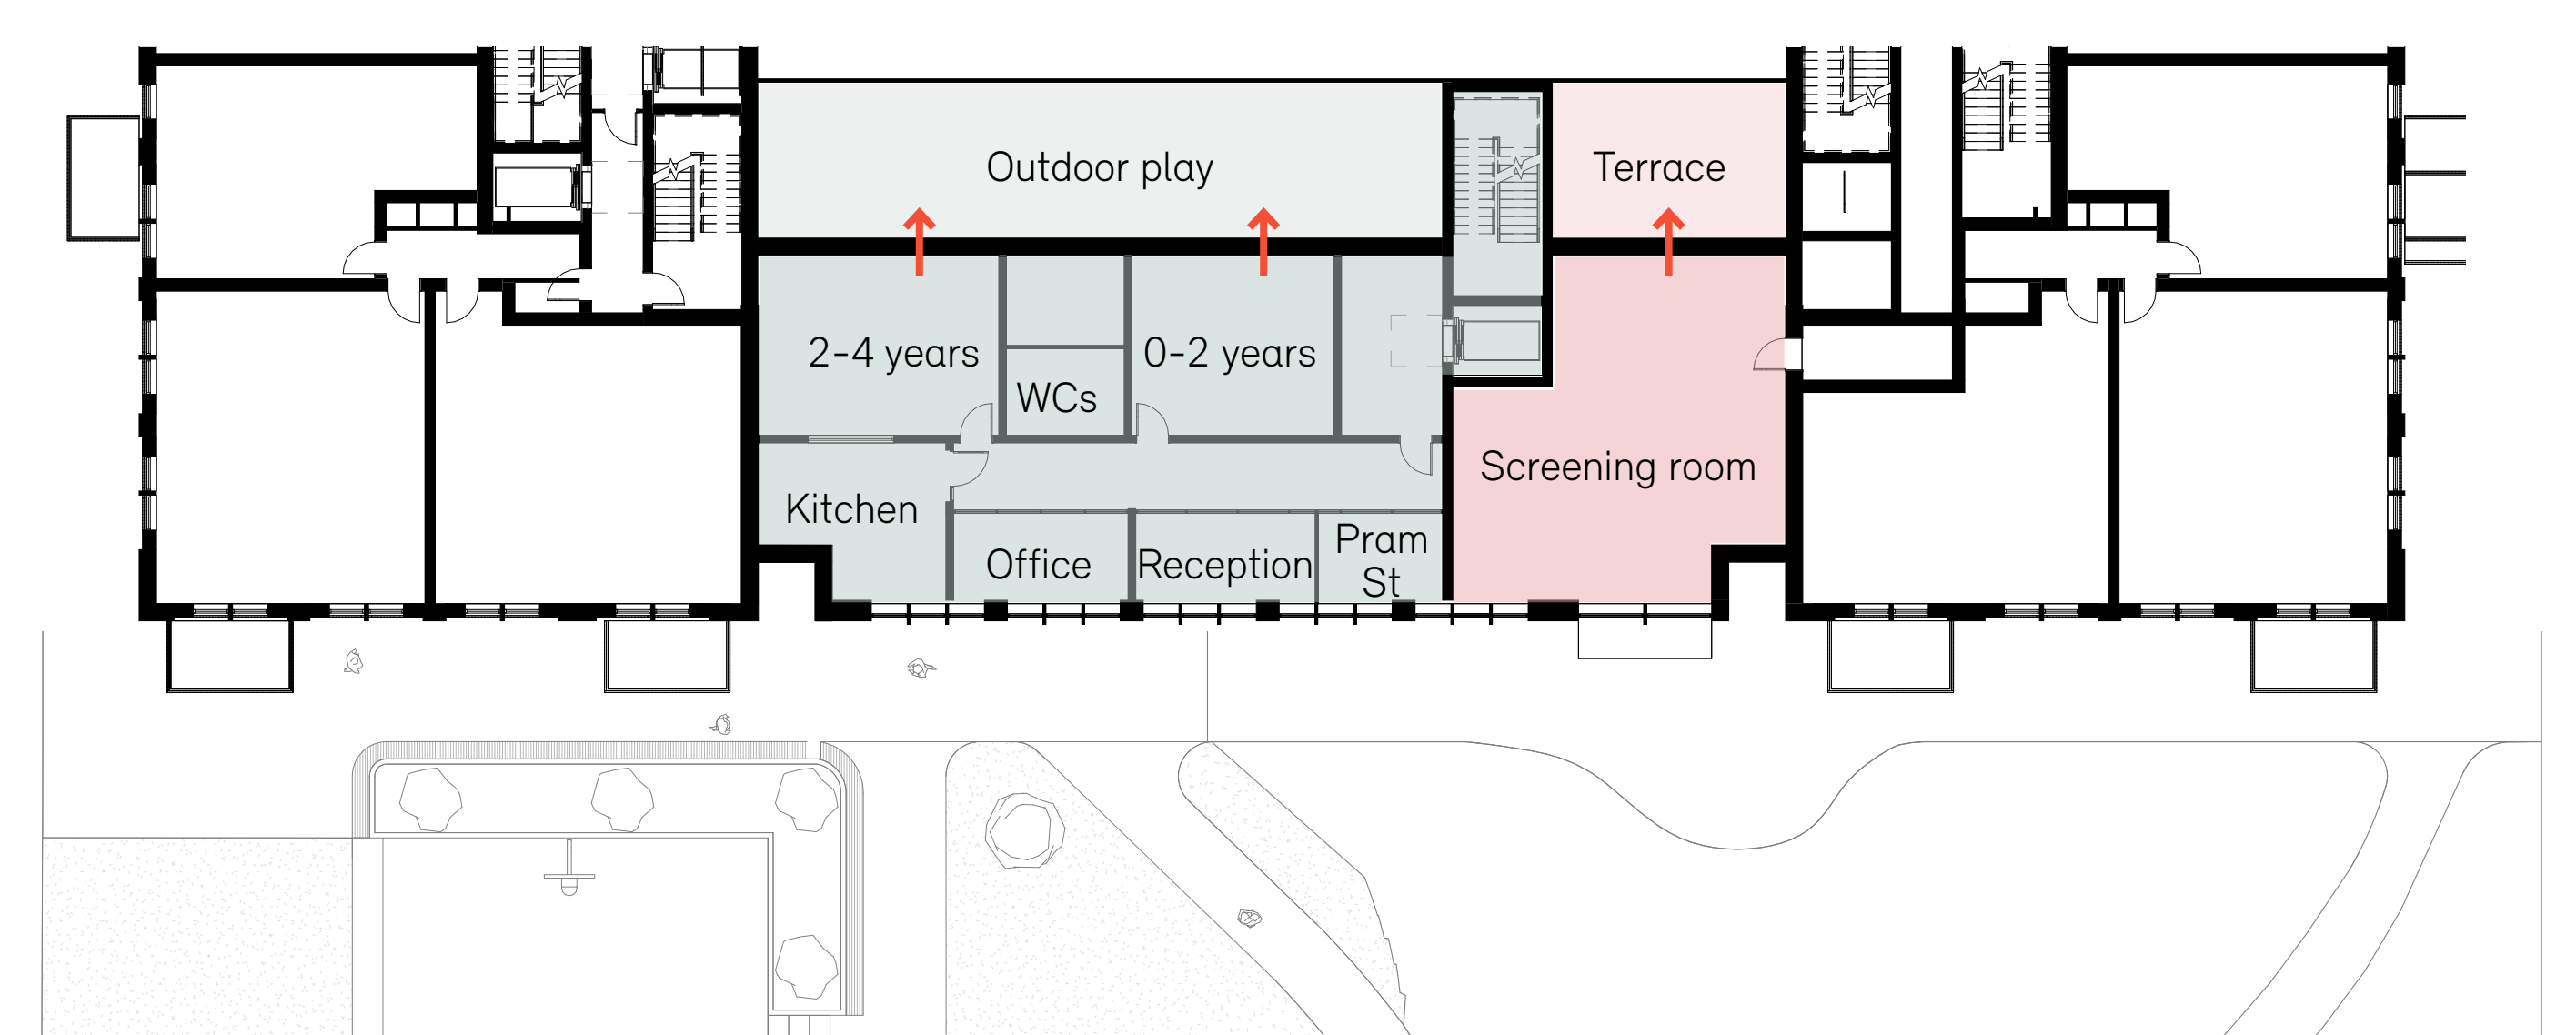 Outdoor play
Terrace
2-4 years
0-2 years
WCs
Screening room
Kitchen
Office
Reception
Pram
St